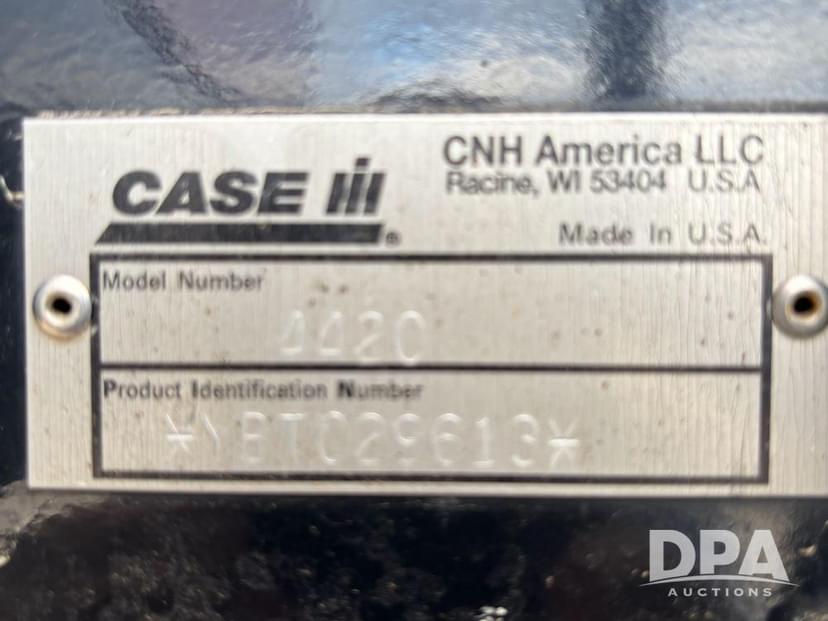 CASE IH
®
CNH America LLC
Racine, WI 53404 U.S.A
Made In U.S.A.
Model Number
4420
Product Identification Number
*YBT029613*
DPA
AUCTIONS